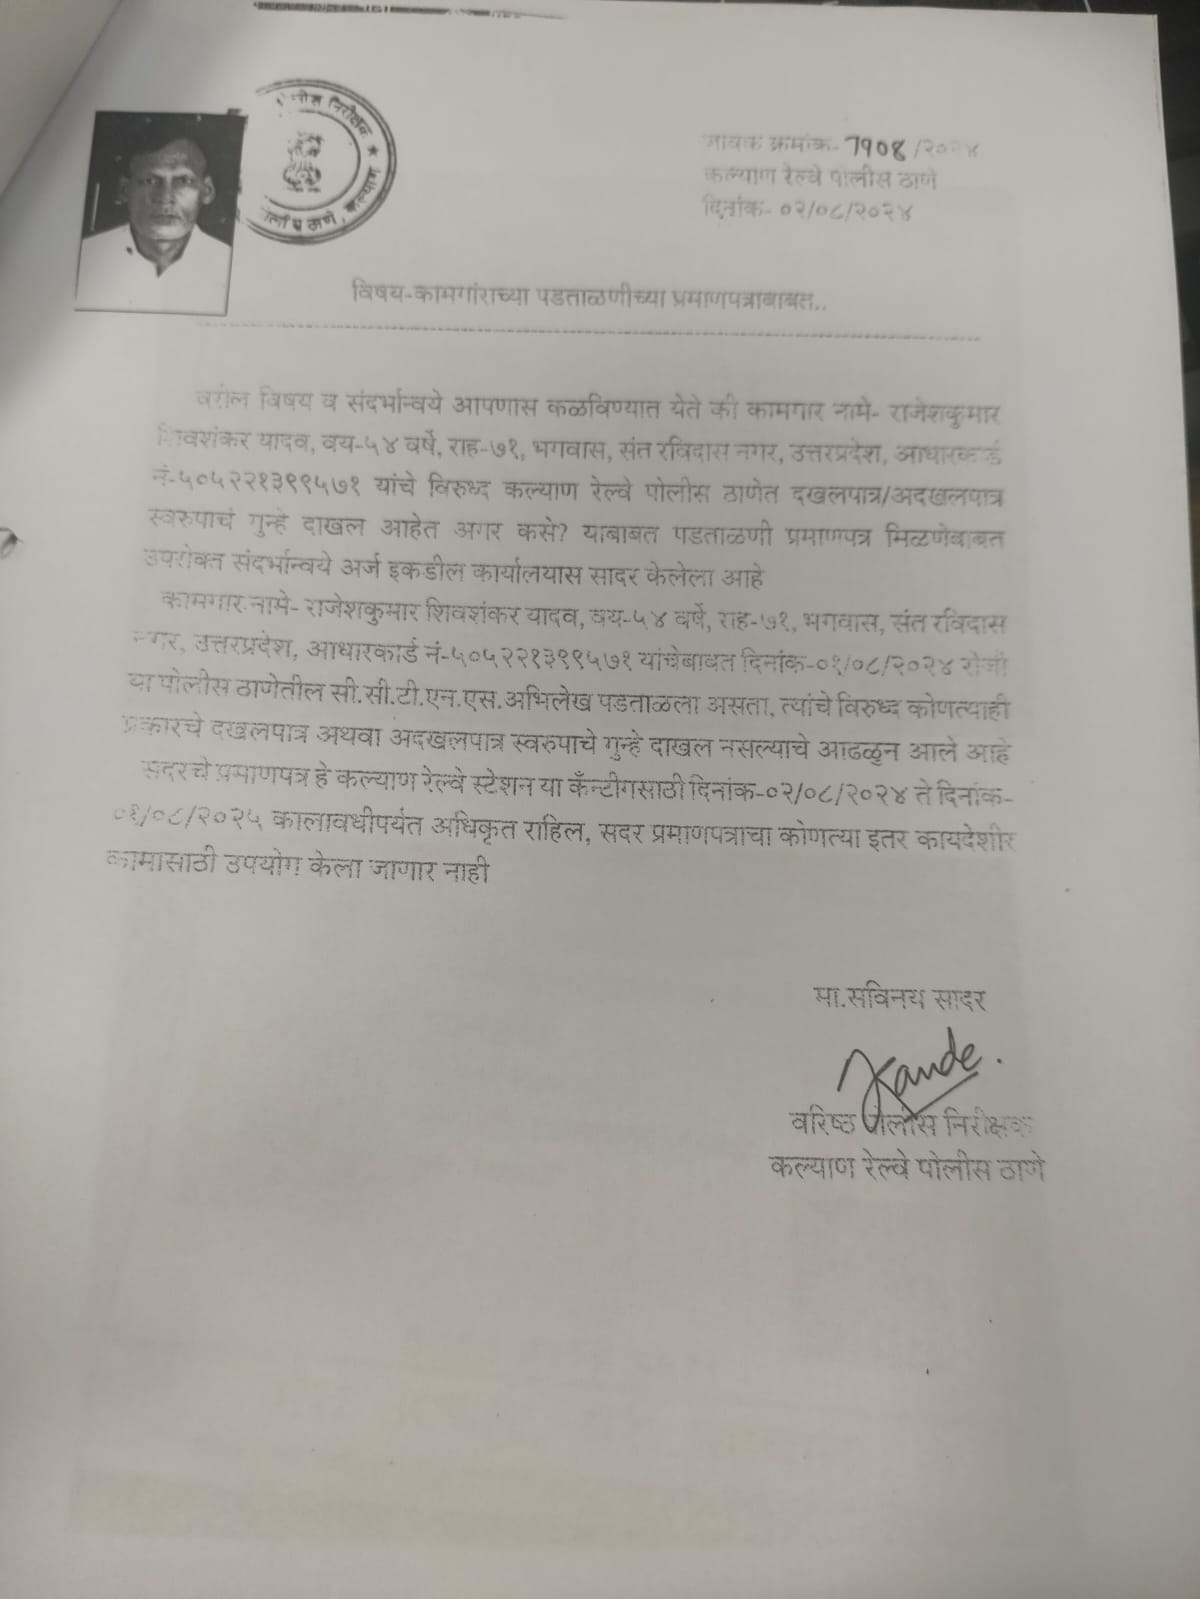 पोलीस निरीक्षक ★ कल्याण
पोलीस ठाणे,
जावक क्रमांक- 7908 /२०२४
कल्याण रेल्वे पोलीस ठाणे
दिनांक- ०२/०८/२०२४
विषय-कामगांराच्या पडताळणीच्या प्रमाणपत्राबाबत..
वरील विषय व संदर्भान्वये आपणास कळविण्यात येते की कामगार नामे- राजेशकुमार
शिवशंकर यादव, वय-५४ वर्षे, राह-७१, भगवास, संत रविदास नगर, उत्तरप्रदेश, आधारकार्ड
नं-५०५२२१३९९५७१ यांचे विरुध्द कल्याण रेल्वे पोलीस ठाणेत दखलपात्र/अदखलपात्र
स्वरुपाचे गुन्हे दाखल आहेत अगर कसे? याबाबत पडताळणी प्रमाणपत्र मिळणेबाबत
उपरोक्त संदर्भान्वये अर्ज इकडील कार्यालयास सादर केलेला आहे
कामगार नामे- राजेशकुमार शिवशंकर यादव, वय-५४ वर्षे, राह-७१, भगवास, संत रविदास
नगर, उत्तरप्रदेश, आधारकार्ड नं-५०५२२१३९९५७१ यांचेबाबत दिनांक-०१/०८/२०२४ रोजी
या पोलीस ठाणेतील सी.सी.टी.एन.एस.अभिलेख पडताळला असता, त्यांचे विरुध्द कोणत्याही
प्रकारचे दखलपात्र अथवा अदखलपात्र स्वरुपाचे गुन्हे दाखल नसल्याचे आढळुन आले आहे
सदरचे प्रमाणपत्र हे कल्याण रेल्वे स्टेशन या कॅंन्टीगसाठी दिनांक-०२/०८/२०२४ ते दिनांक-
०१/०८/२०२५ कालावधीपर्यंत अधिकृत राहिल, सदर प्रमाणपत्राचा कोणत्या इतर कायदेशीर
कामासाठी उपयोग केला जाणार नाही
मा.सविनय सादर
वरिष्ठ पोलीस निरीक्षक
कल्याण रेल्वे पोलीस ठाणे